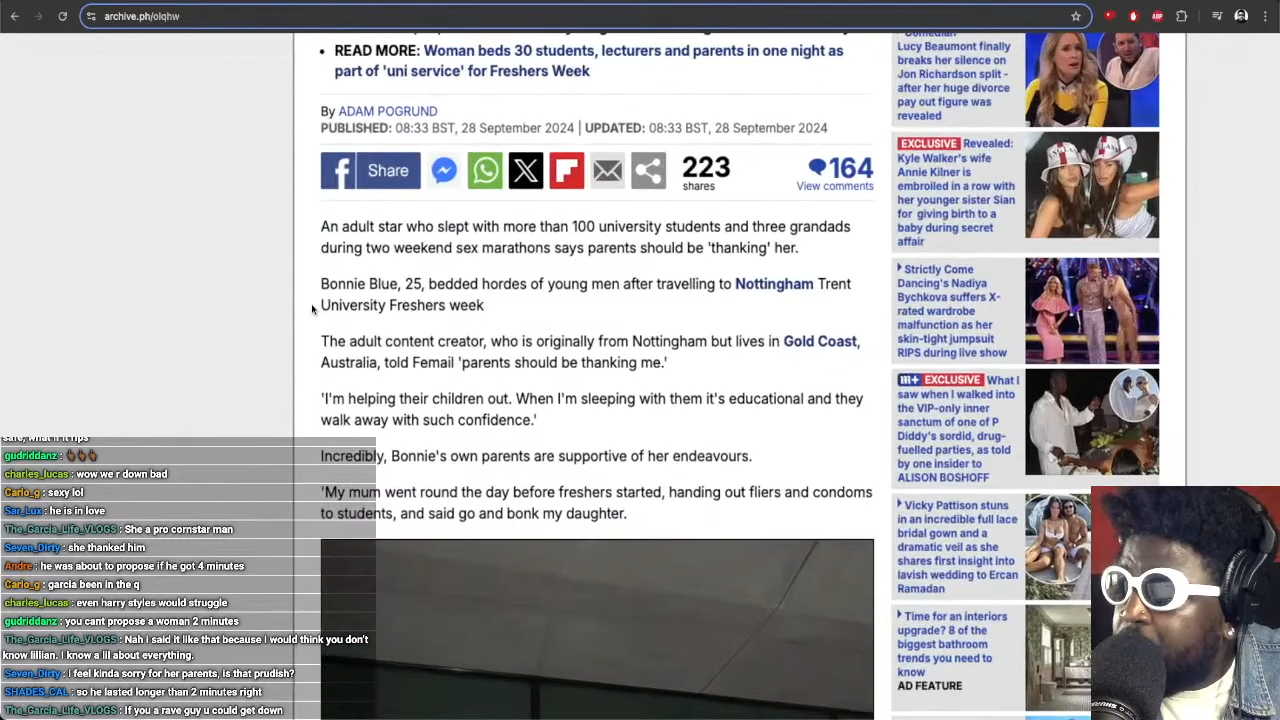 archive.ph/olqhw
READ MORE: Woman beds 30 students, lecturers and parents in one night as
part of 'uni service' for Freshers Week
By ADAM POGRUND
PUBLISHED: 08:33 BST, 28 September 2024 | UPDATED: 08:33 BST, 28 September 2024
Share
223
shares
164
View comments
An adult star who slept with more than 100 university students and three grandads
during two weekend sex marathons says parents should be 'thanking' her.
Bonnie Blue, 25, bedded hordes of young men after travelling to Nottingham Trent
University Freshers week
The adult content creator, who is originally from Nottingham but lives in Gold Coast,
Australia, told Femail 'parents should be thanking me.'
'I'm helping their children out. When I'm sleeping with them it's educational and they
walk away with such confidence.'
Incredibly, Bonnie's own parents are supportive of her endeavours.
'My mum went round the day before freshers started, handing out fliers and condoms
to students, and said go and bonk my daughter.
Comedian
Lucy Beaumont finally
breaks her silence on
Jon Richardson split -
after her huge divorce
pay out figure was
revealed
EXCLUSIVE Revealed:
Kyle Walker's wife
Annie Kilner is
embroiled in a row with
her younger sister Sian
for giving birth to a
baby during secret
affair
Strictly Come
Dancing's Nadiya
Bychkova suffers X-
rated wardrobe
malfunction as her
skin-tight jumpsuit
RIPS during live show
m+ EXCLUSIVE What I
saw when I walked into
the VIP-only inner
sanctum of one of P
Diddy's sordid, drug-
fuelled parties, as told
by one insider to
ALISON BOSHOFF
Vicky Pattison stuns
in an incredible full lace
bridal gown and a
dramatic veil as she
shares first insight into
lavish wedding to Ercan
Ramadan
Time for an interiors
upgrade? 8 of the
biggest bathroom
trends you need to
know
AD FEATURE
safe, what if it rips
gudriddanz :
charles_lucas : wow we r down bad
Carlo_g : sexy lol
Sar_Lux : he is in love
The_Garcia_Life_VLOGS : She a pro cornstar man
Seven_Dirty : she thanked him
Andre : he was about to propose if he got 4 minutes
Carlo_g : garcia been in the q
charles_lucas : even harry styles would struggle
gudriddanz : you cant propose a woman 2 minutes
The_Garcia_Life_VLOGS : Nah I said it like that because I would think you don't
know lillian. I know a lil about everything.
Seven_Dirty : I feel kinda sorry for her parents, is that prudish?
SHADES_CAL : so he lasted longer than 2 minutes right
The_Garcia_Life_VLOGS : If you a rave guy u could get down